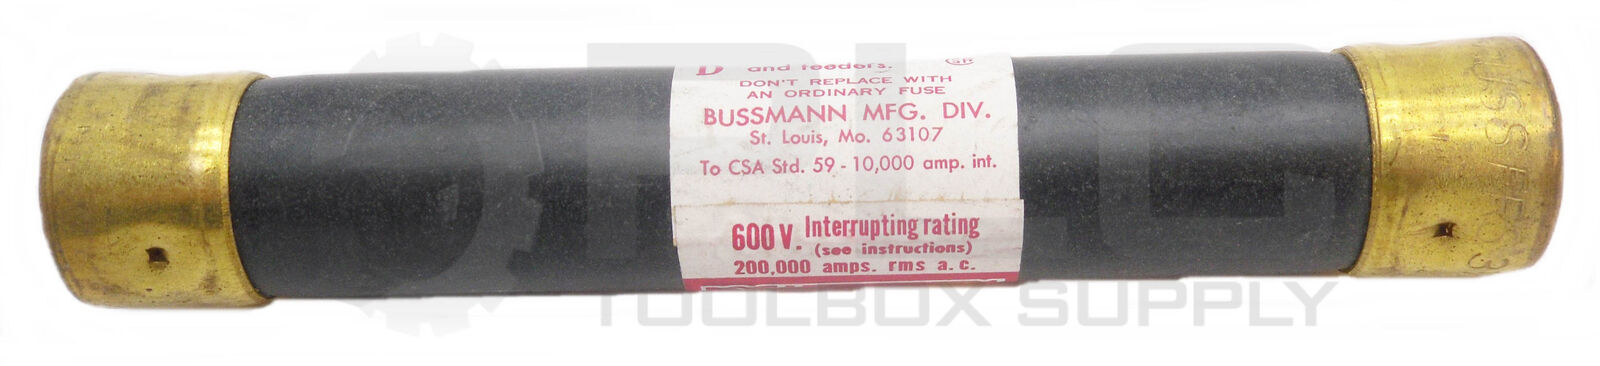 D and feeders.
DON'T REPLACE WITH
AN ORDINARY FUSE
BUSSMANN MFG. DIV.
St. Louis, Mo. 63107
To CSA Std. 59 - 10,000 amp. int.
600 V. Interrupting rating
(see instructions)
200,000 amps. rms a. c.
PLC
TOOLBOX SUPPLY